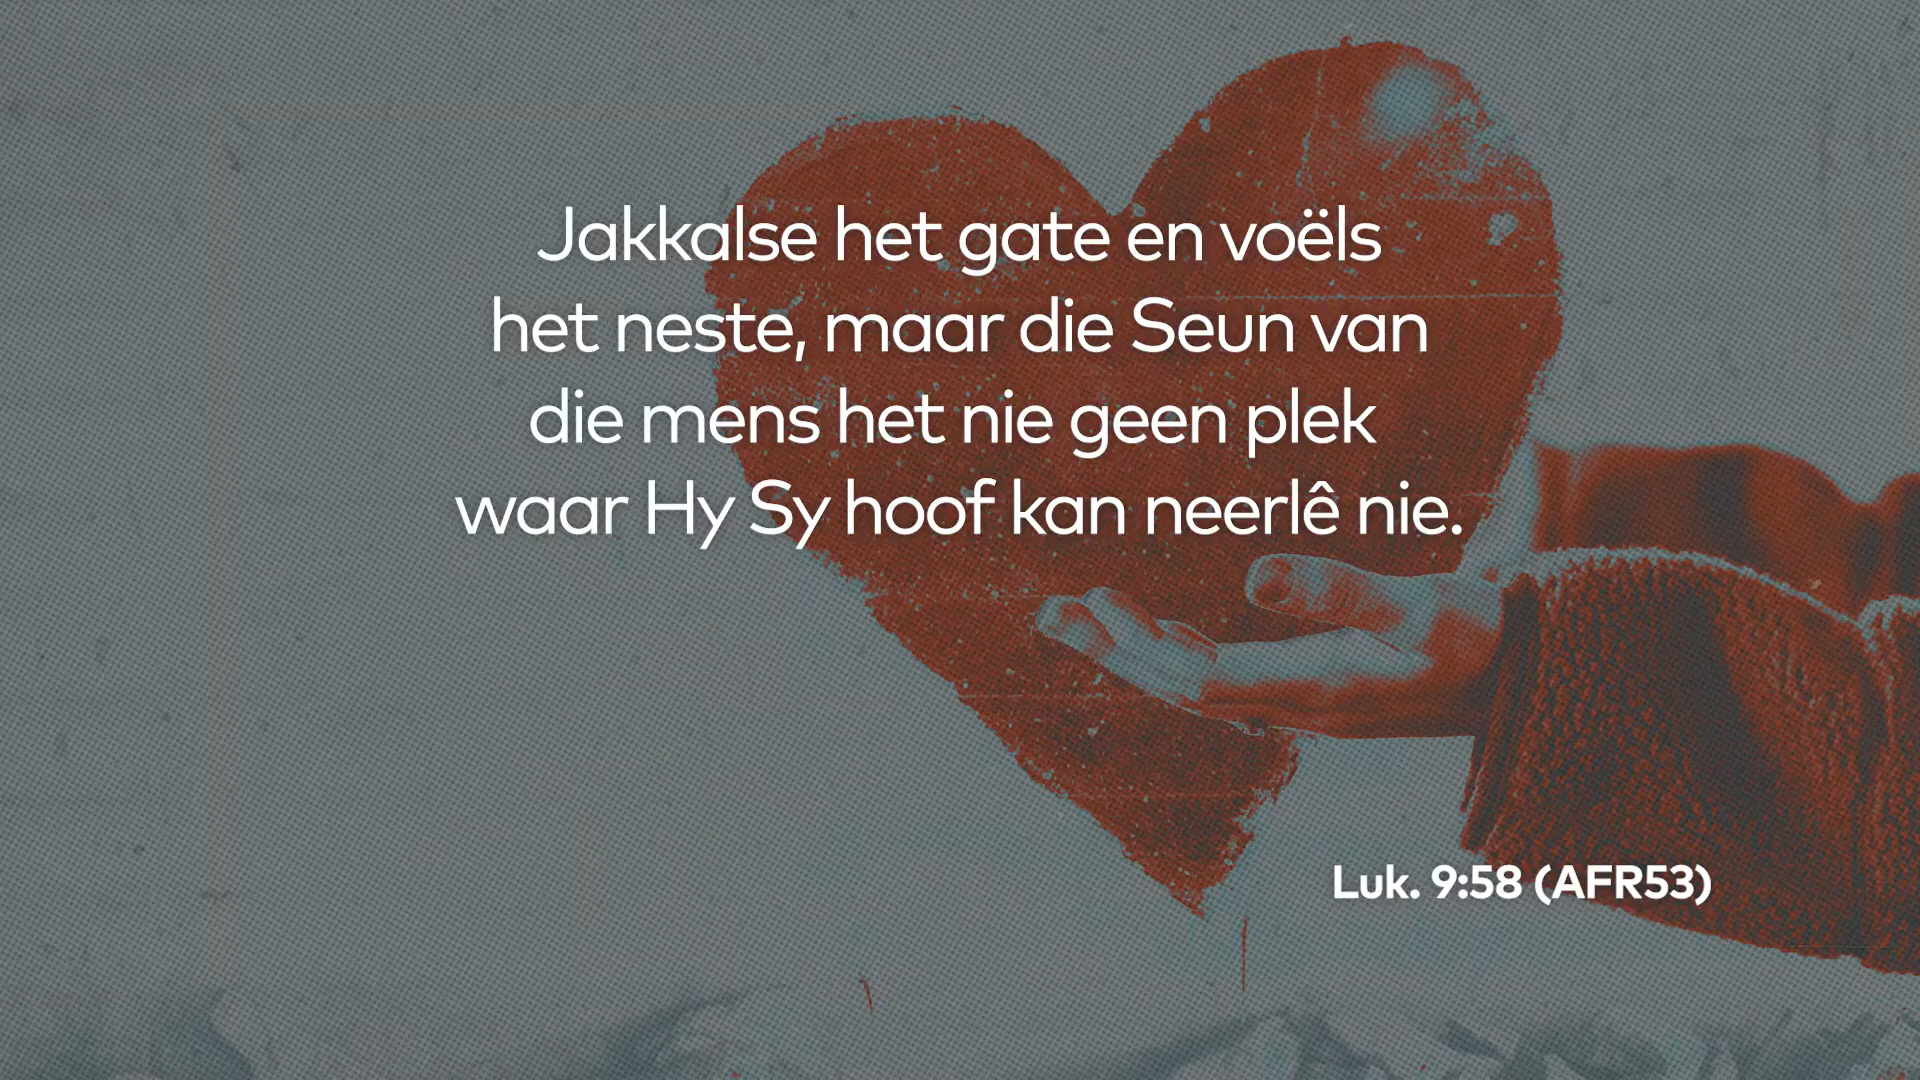 Jakkalse het gate en voëls
het neste, maar die Seun van
die mens het nie geen plek
waar Hy Sy hoof kan neerlê nie.
Luk. 9:58 (AFR53)